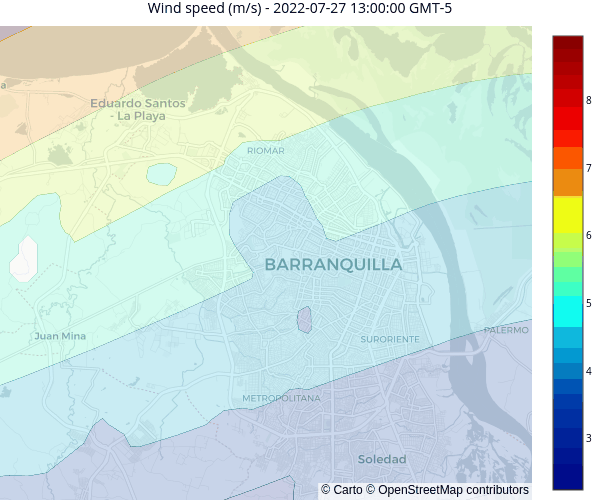 Wind speed (m/s) - 2022-07-27 13:00:00 GMT-5
a
Eduardo Santos
- La Playa
RIOMAR
BARRANQUILLA
Juan Mina
SURORIENTE
PALERMO
METROPOLITANA
Soledad
© Carto © OpenStreetMap contributors
8
7
6
5
4
3